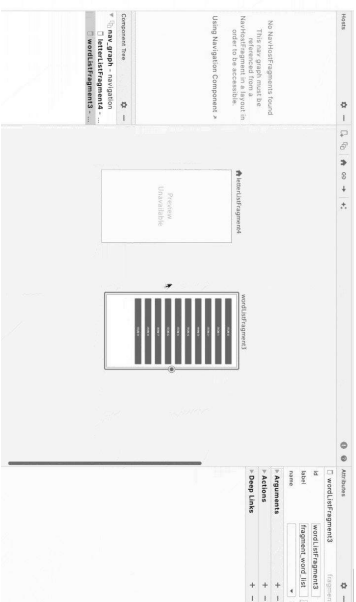 Hosts
No NavHostFragments found
This nav graph must be
referenced from a
NavHostFragment in a layout in
order to be accessible.
Using Navigation Component >
Component Tree
nav_graph - navigation
letterListFragment4 - ...
wordListFragment3 - ...
letterListFragment4
Preview
Unavailable
wordListFragment3
Attributes
wordListFragment3
fragment
id
wordListFragment3
label
fragment_word_list
name
Arguments
Actions
Deep Links